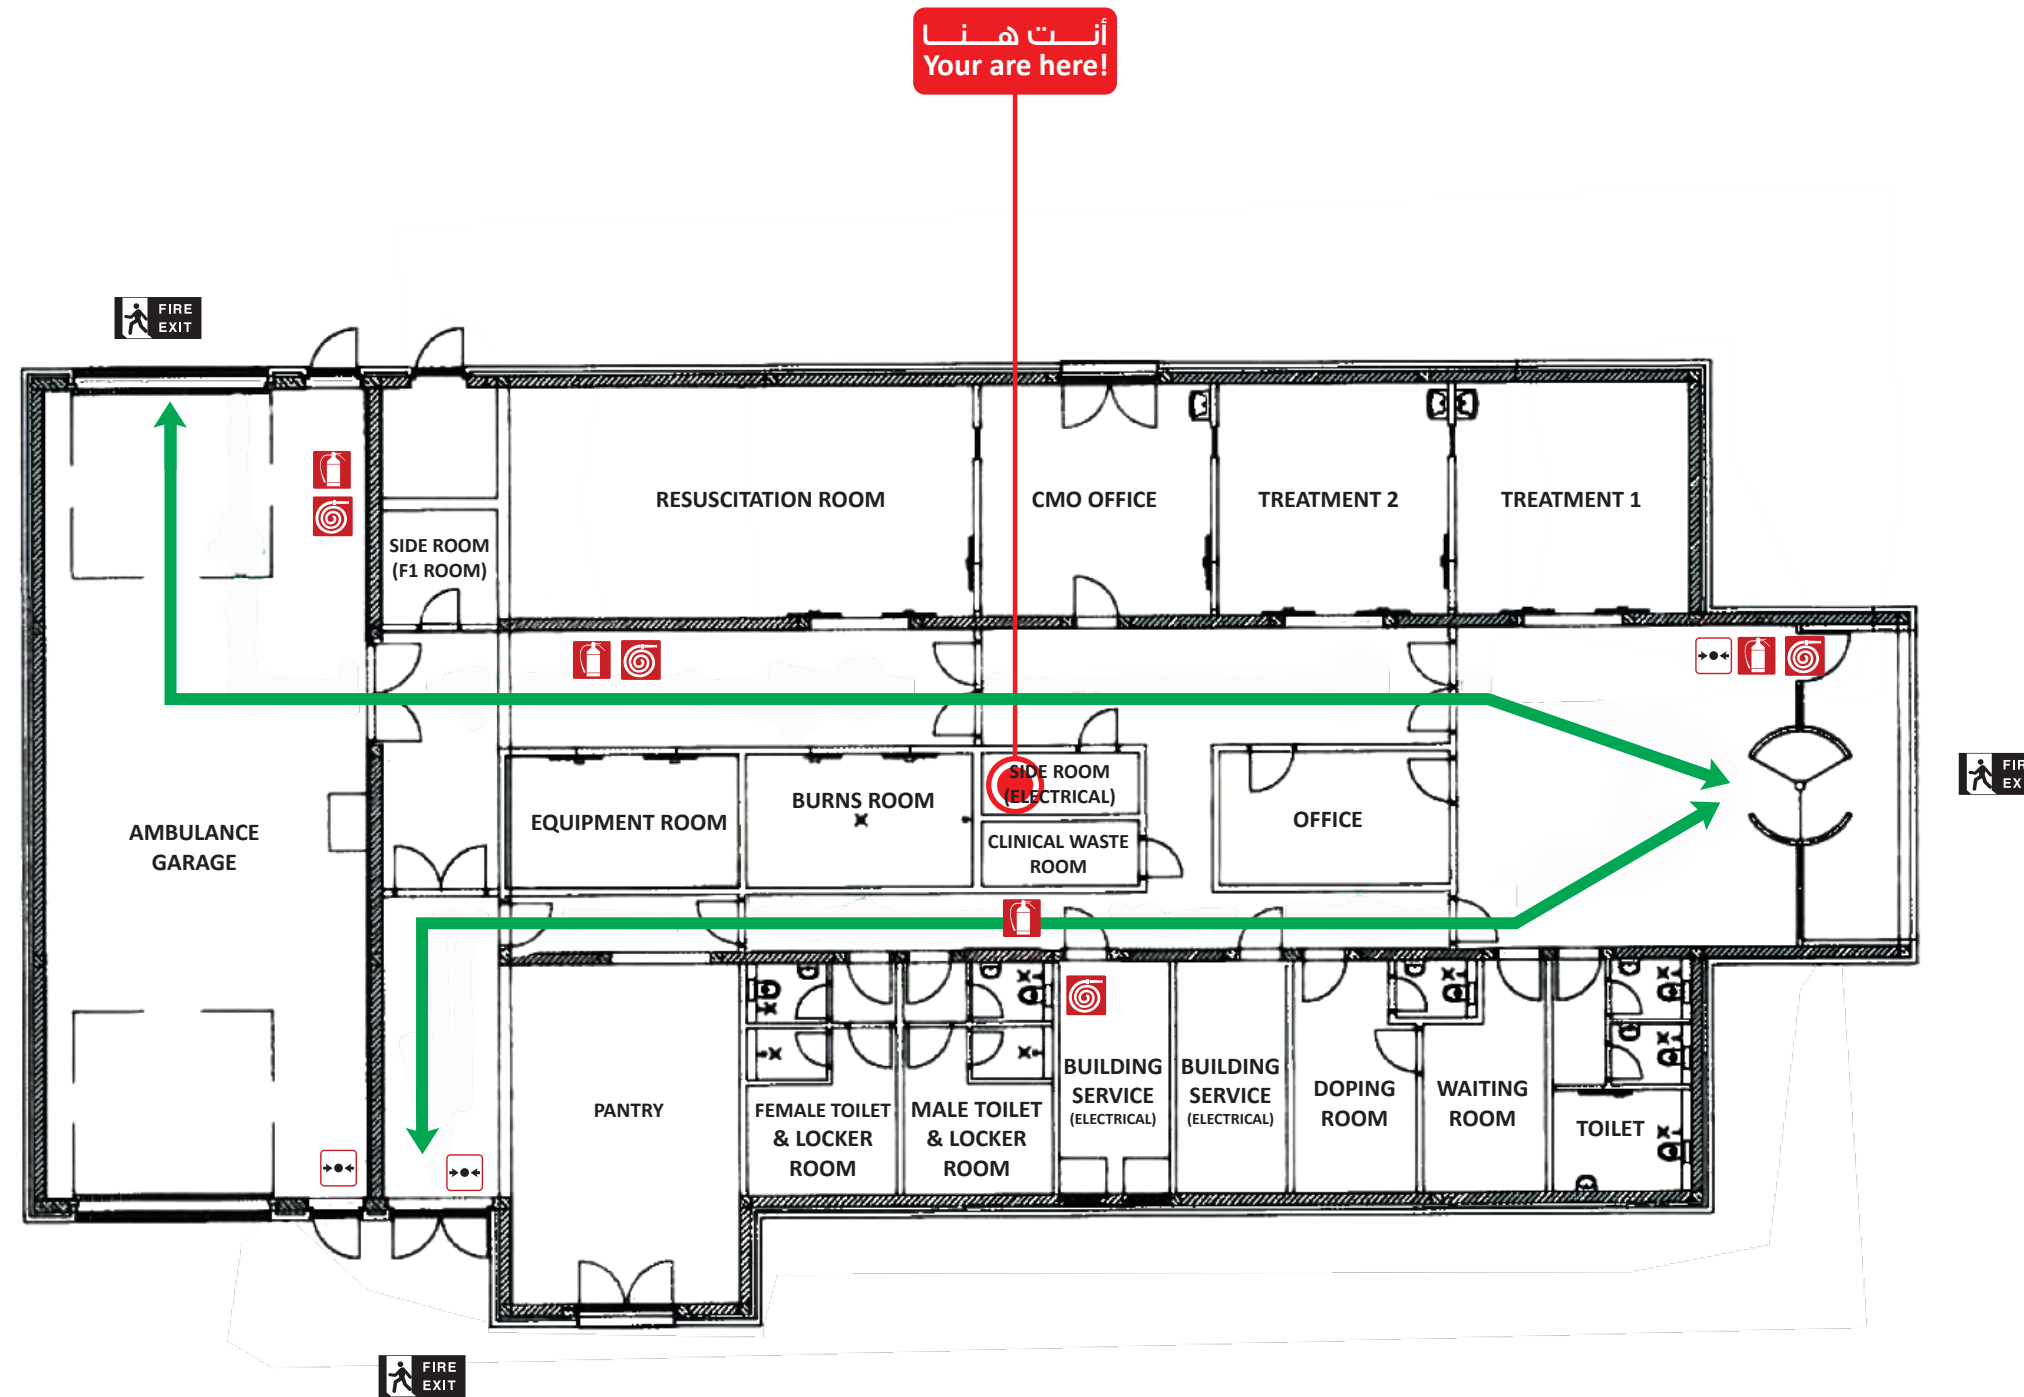 أنت هنا
Your are here!
FIRE
EXIT
RESUSCITATION ROOM
CMO OFFICE
TREATMENT 2
TREATMENT 1
SIDE ROOM
(F1 ROOM)
AMBULANCE
GARAGE
EQUIPMENT ROOM
BURNS ROOM
SIDE ROOM
(ELECTRICAL)
CLINICAL WASTE
ROOM
OFFICE
FIR
EX
PANTRY
FEMALE TOILET
& LOCKER
ROOM
MALE TOILET
& LOCKER
ROOM
BUILDING
SERVICE
(ELECTRICAL)
BUILDING
SERVICE
(ELECTRICAL)
DOPING
ROOM
WAITING
ROOM
TOILET
FIRE
EXIT